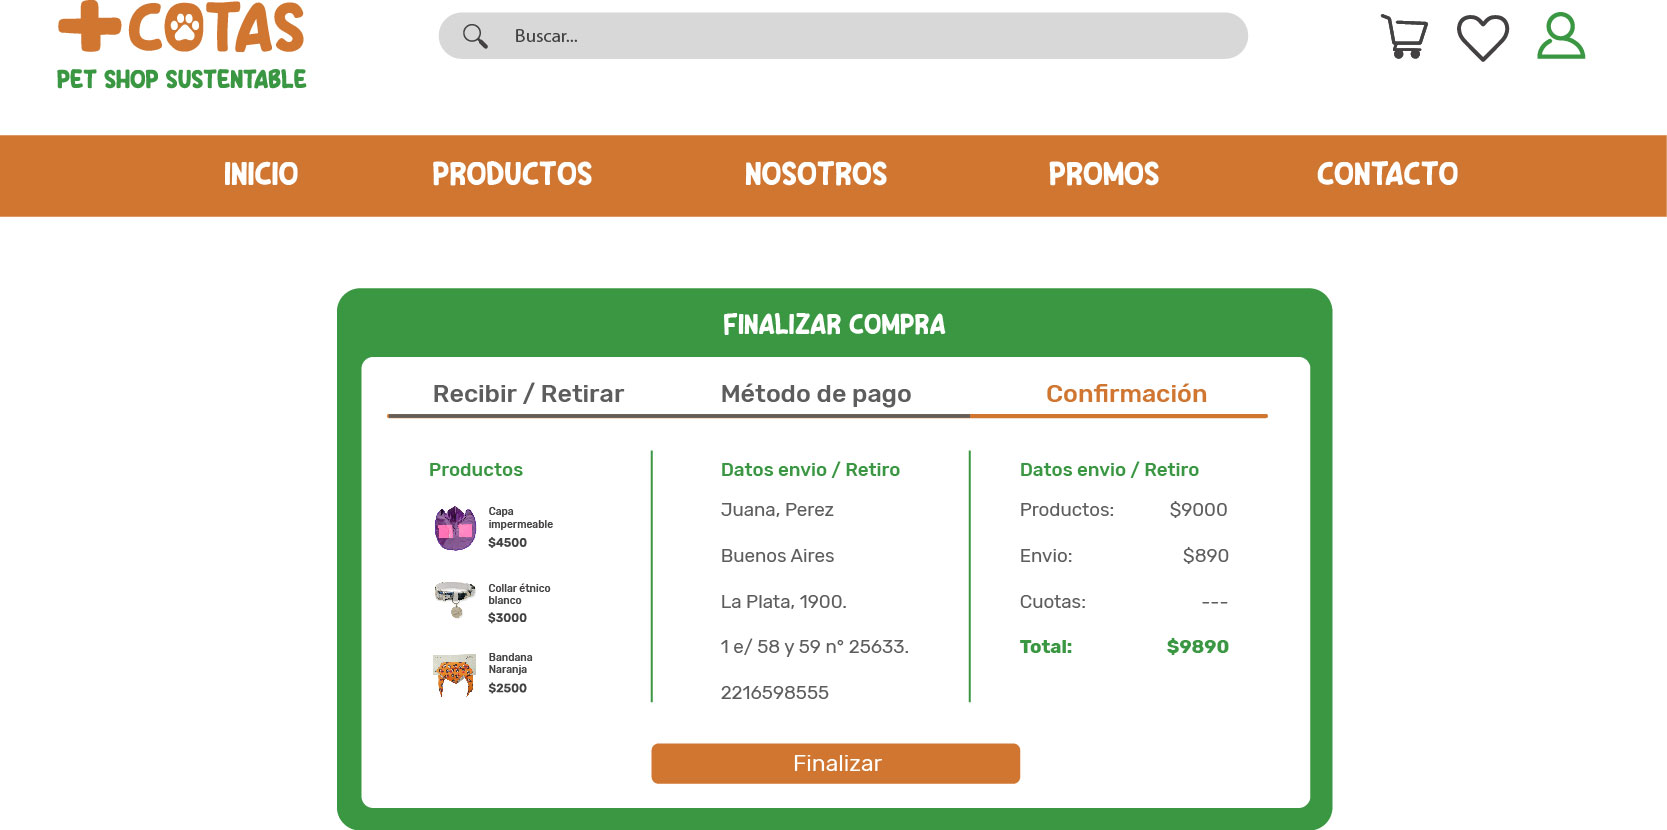 +COTAS
PET SHOP SUSTENTABLE
Buscar...
INICIO PRODUCTOS NOSOTROS PROMOS CONTACTO
FINALIZAR COMPRA
Recibir / Retirar Método de pago Confirmación
Productos
Capa
impermeable
$4500
Collar étnico
blanco
$3000
Bandana
Naranja
$2500
Datos envio / Retiro
Juana, Perez
Buenos Aires
La Plata, 1900.
1 e/ 58 y 59 n° 25633.
2216598555
Datos envio / Retiro
Productos: $9000
Envio: $890
Cuotas: ---
Total: $9890
Finalizar